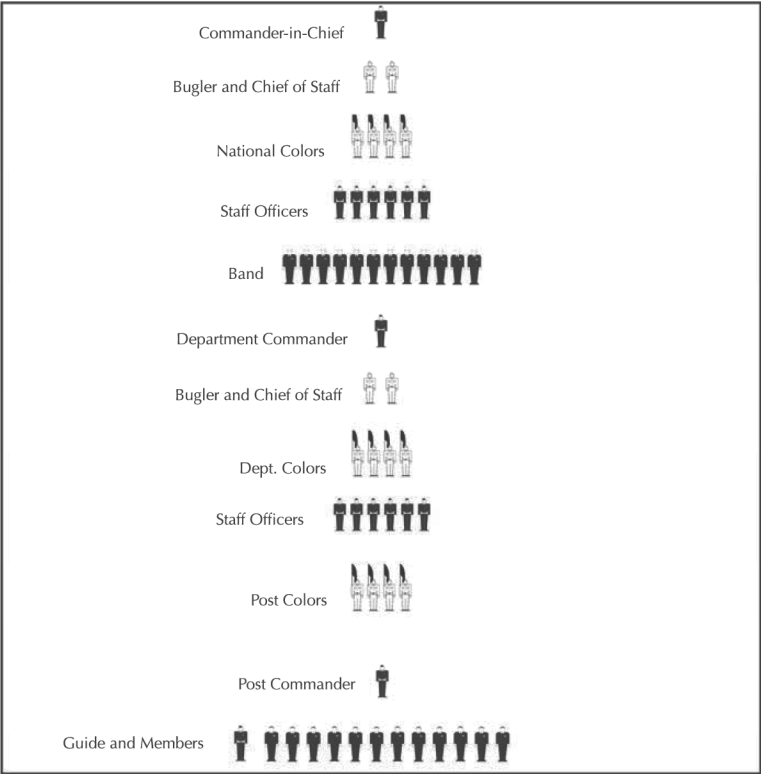 Commander-in-Chief
Bugler and Chief of Staff
National Colors
Staff Officers
Band
Department Commander
Bugler and Chief of Staff
Dept. Colors
Staff Officers
Post Colors
Post Commander
Guide and Members